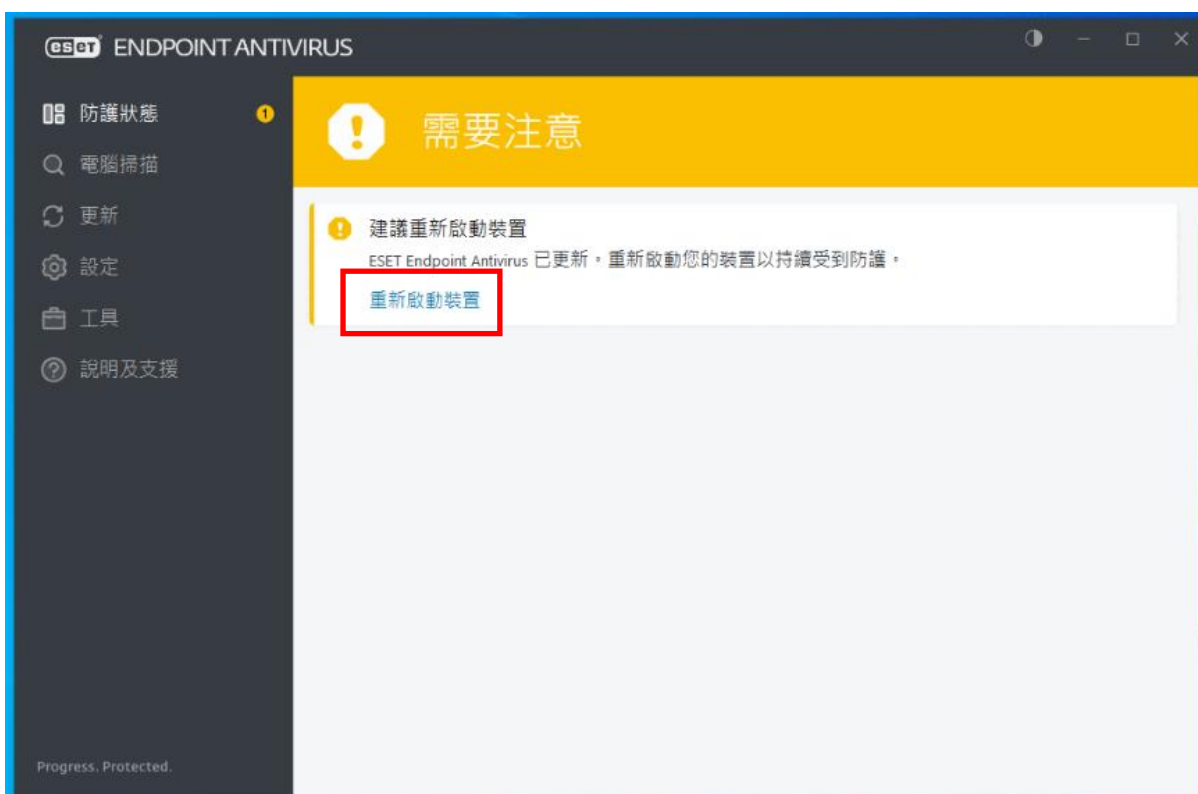 eset ENDPOINT ANTIVIRUS
防護狀態 1
電腦掃描
更新
設定
工具
說明及支援
Progress. Protected.
需要注意
建議重新啟動裝置
ESET Endpoint Antivirus 已更新。重新啟動您的裝置以持續受到防護。
重新啟動裝置